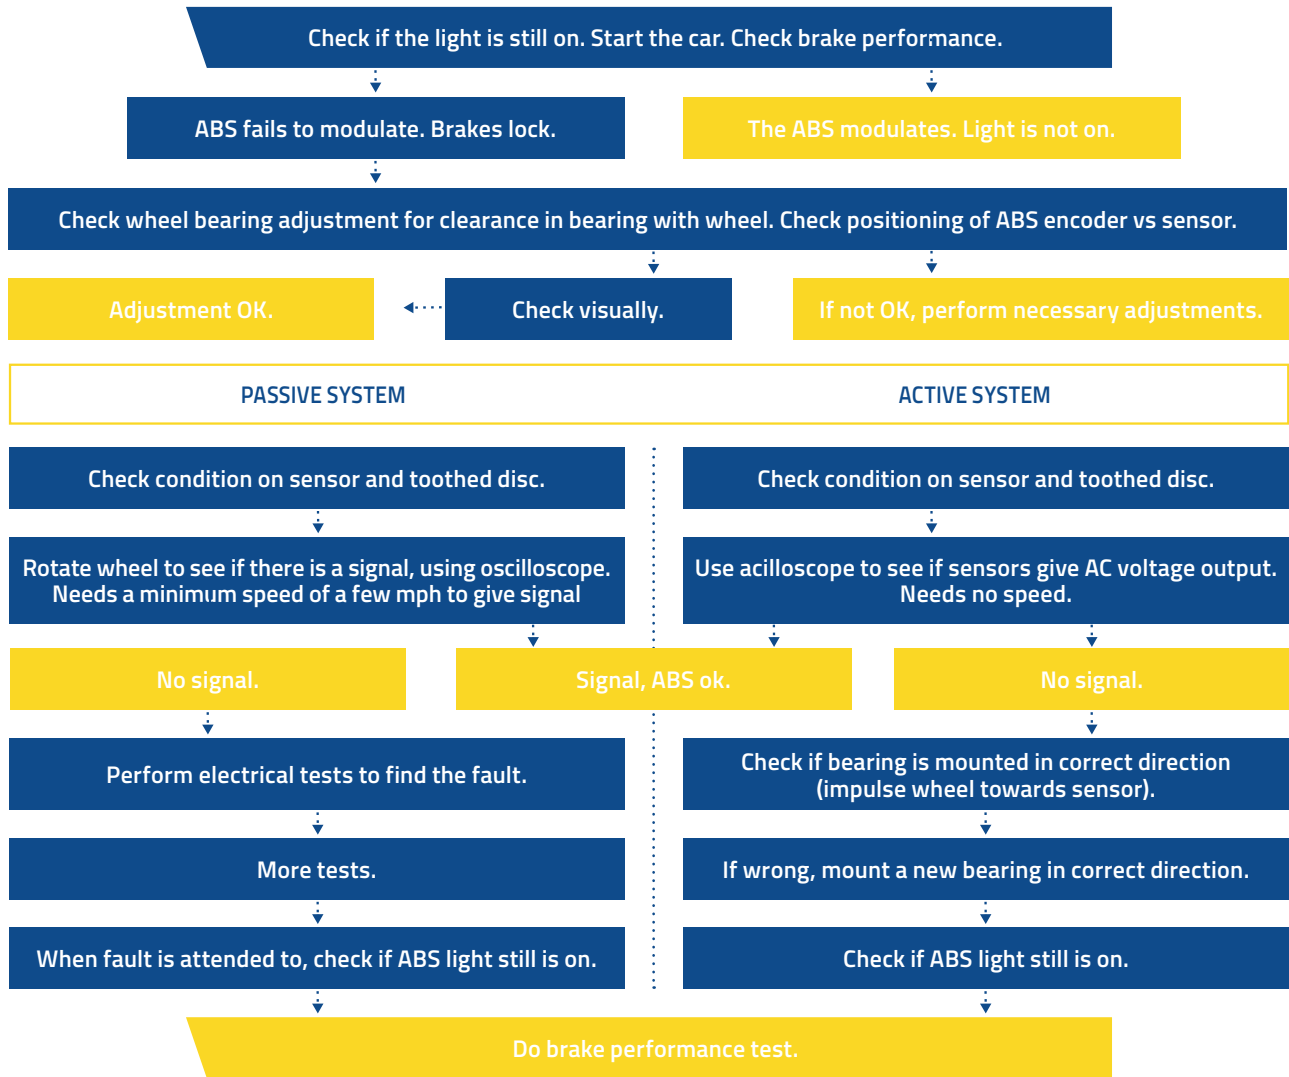 Check if the light is still on. Start the car. Check brake performance.
ABS fails to modulate. Brakes lock.
The ABS modulates. Light is not on.
Check wheel bearing adjustment for clearance in bearing with wheel. Check positioning of ABS encoder vs sensor.
Adjustment OK.
Check visually.
If not OK, perform necessary adjustments.
PASSIVE SYSTEM
ACTIVE SYSTEM
Check condition on sensor and toothed disc.
Check condition on sensor and toothed disc.
Rotate wheel to see if there is a signal, using oscilloscope.
Needs a minimum speed of a few mph to give signal
Use acilloscope to see if sensors give AC voltage output.
Needs no speed.
No signal.
Signal, ABS ok.
No signal.
Perform electrical tests to find the fault.
Check if bearing is mounted in correct direction
(impulse wheel towards sensor).
More tests.
If wrong, mount a new bearing in correct direction.
When fault is attended to, check if ABS light still is on.
Check if ABS light still is on.
Do brake performance test.